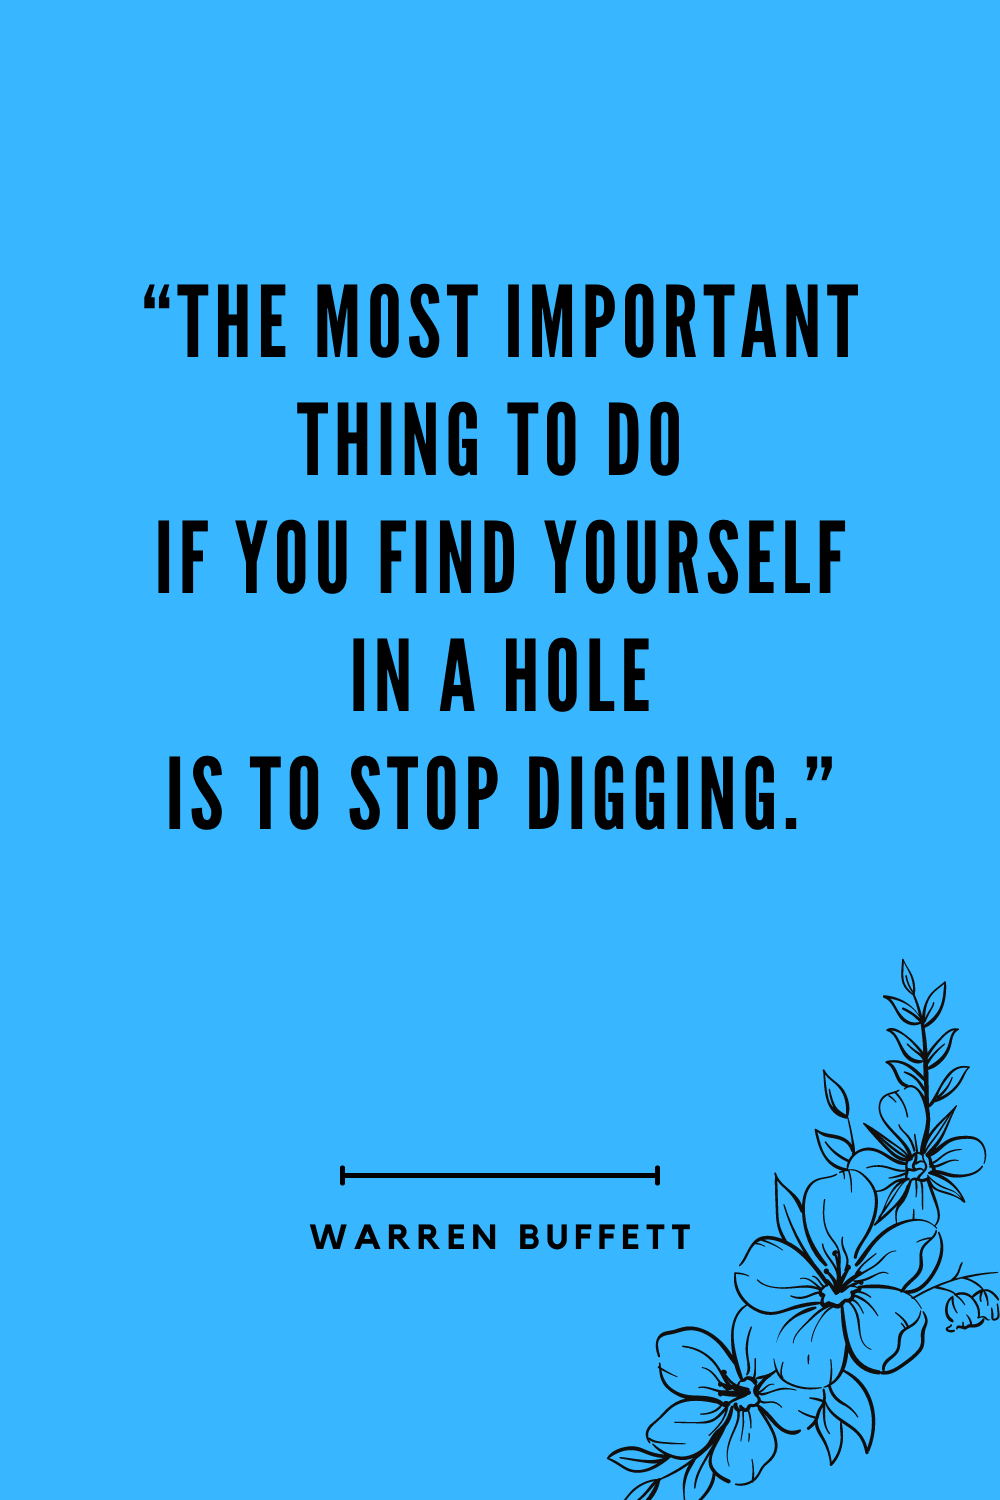 “THE MOST IMPORTANT
THING TO DO
IF YOU FIND YOURSELF
IN A HOLE
IS TO STOP DIGGING.”
WARREN BUFFETT